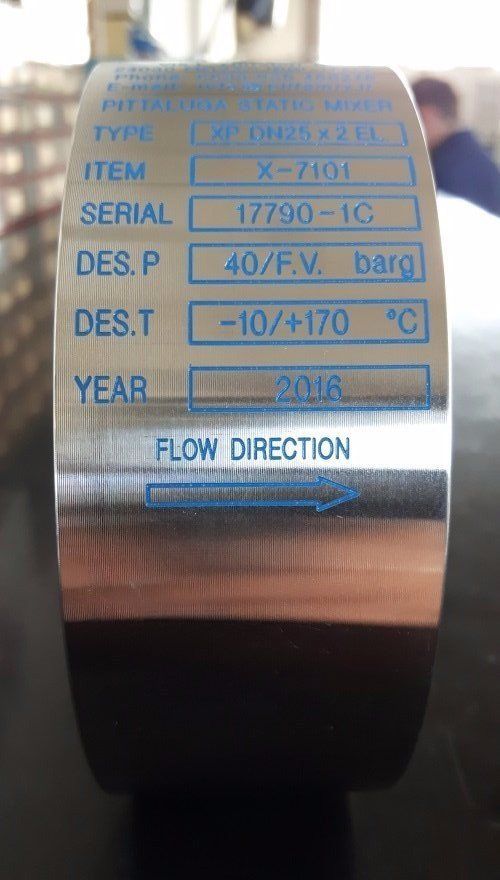 PITTALUGA STATIC MIXER
TYPE XP DN25 x 2 EL.
ITEM X-7101
SERIAL 17790-1C
DES.P 40/F.V. barg
DES.T -10/+170 °C
YEAR 2016
FLOW DIRECTION